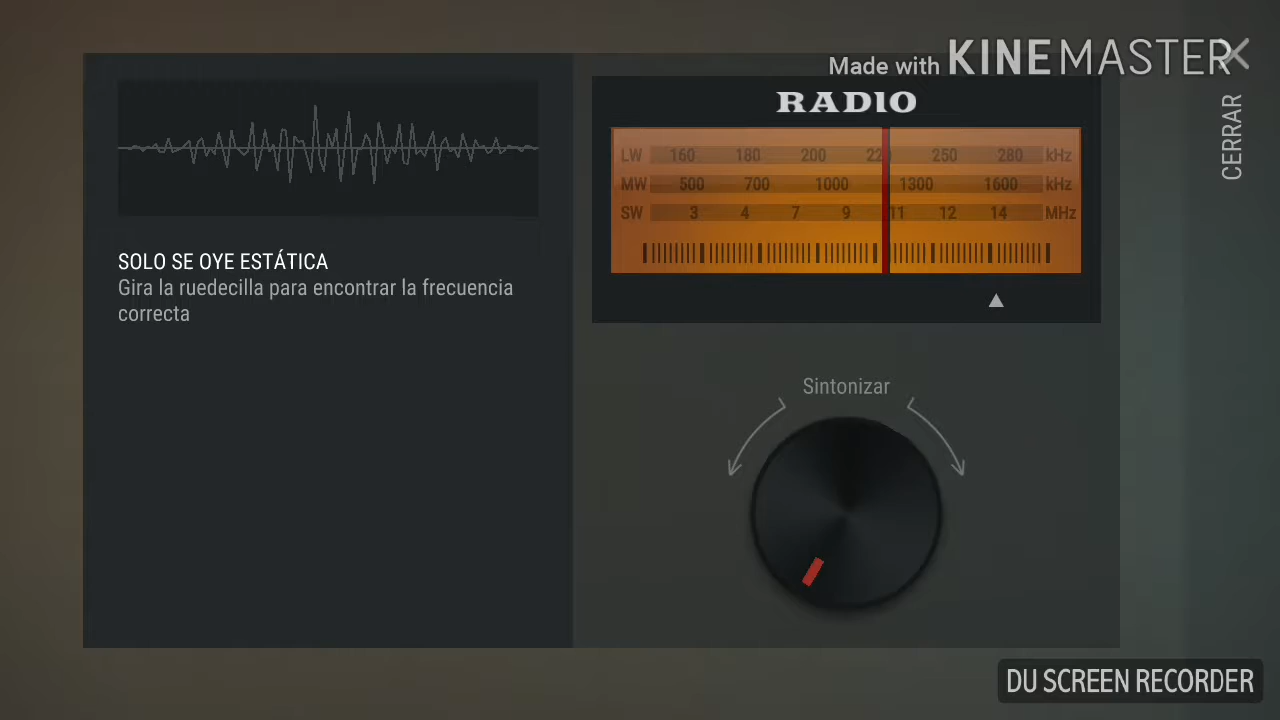 Made with KINEMASTER
CERRAR
SOLO SE OYE ESTÁTICA
Gira la ruedecilla para encontrar la frecuencia
correcta
RADIO
LW 160 180 200 250 280 kHz
MW 500 700 1000 1300 1600 kHz
SW 3 4 7 9 11 12 14 MHz
Sintonizar
DU SCREEN RECORDER